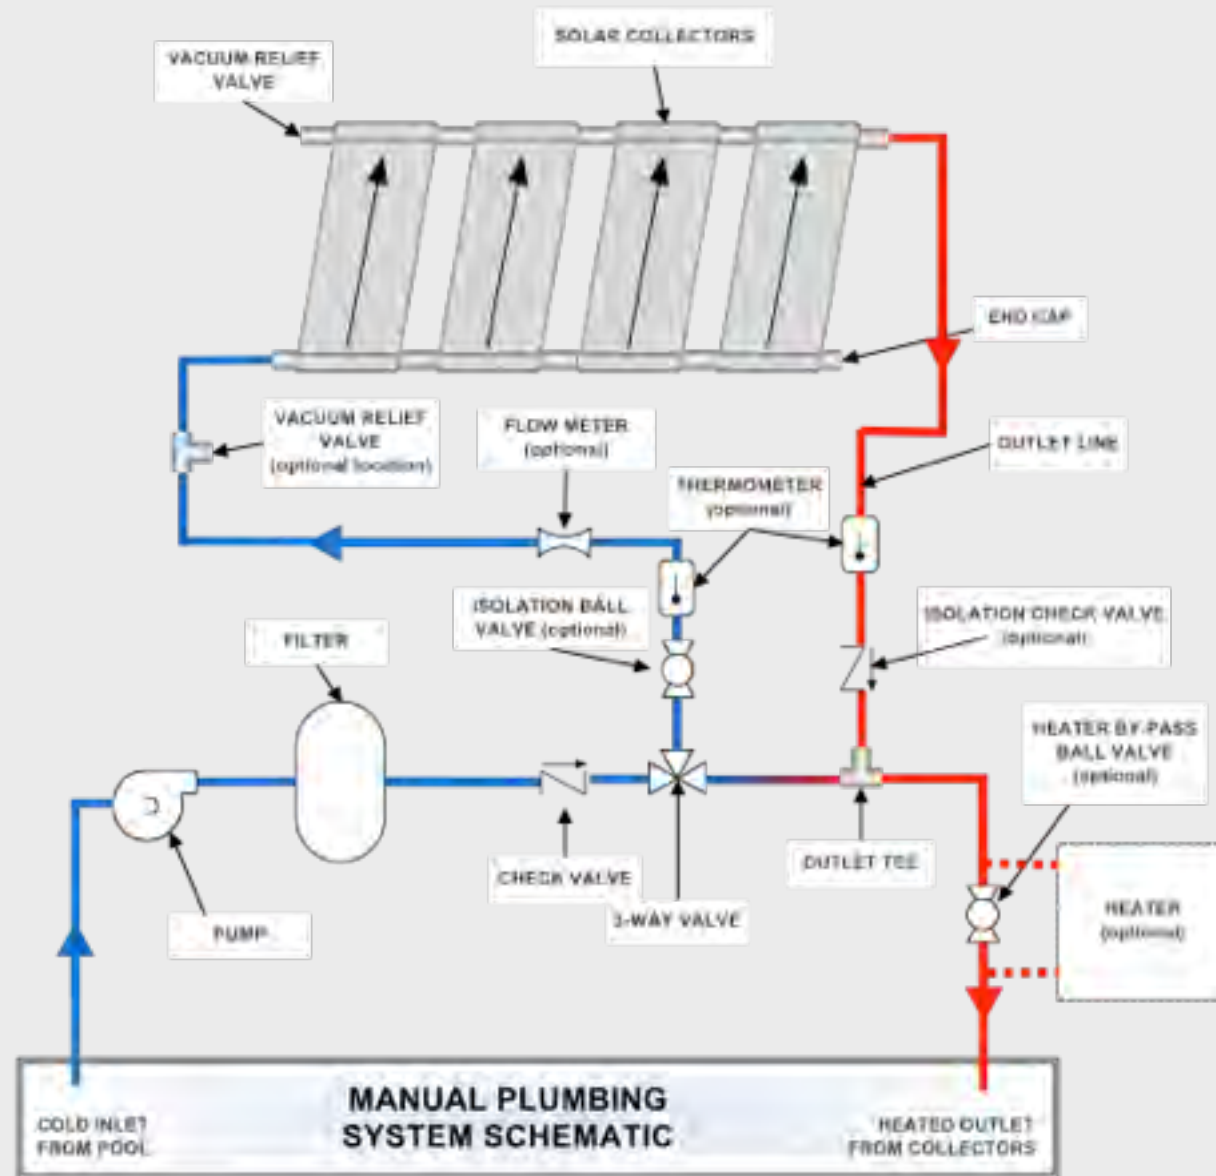 SOLAR COLLECTORS
VACUUM RELIEF
VALVE
END CAP
VACUUM RELIEF
VALVE
(optional location)
FLOW METER
(optional)
OUTLET LINE
THERMOMETER
(optional)
ISOLATION BALL
VALVE (optional)
ISOLATION CHECK VALVE
(optional)
FILTER
HEATER BY-PASS
BALL VALVE
(optional)
CHECK VALVE
OUTLET TEE
3-WAY VALVE
PUMP
HEATER
(optional)
MANUAL PLUMBING
SYSTEM SCHEMATIC
COLD INLET
FROM POOL
HEATED OUTLET
FROM COLLECTORS